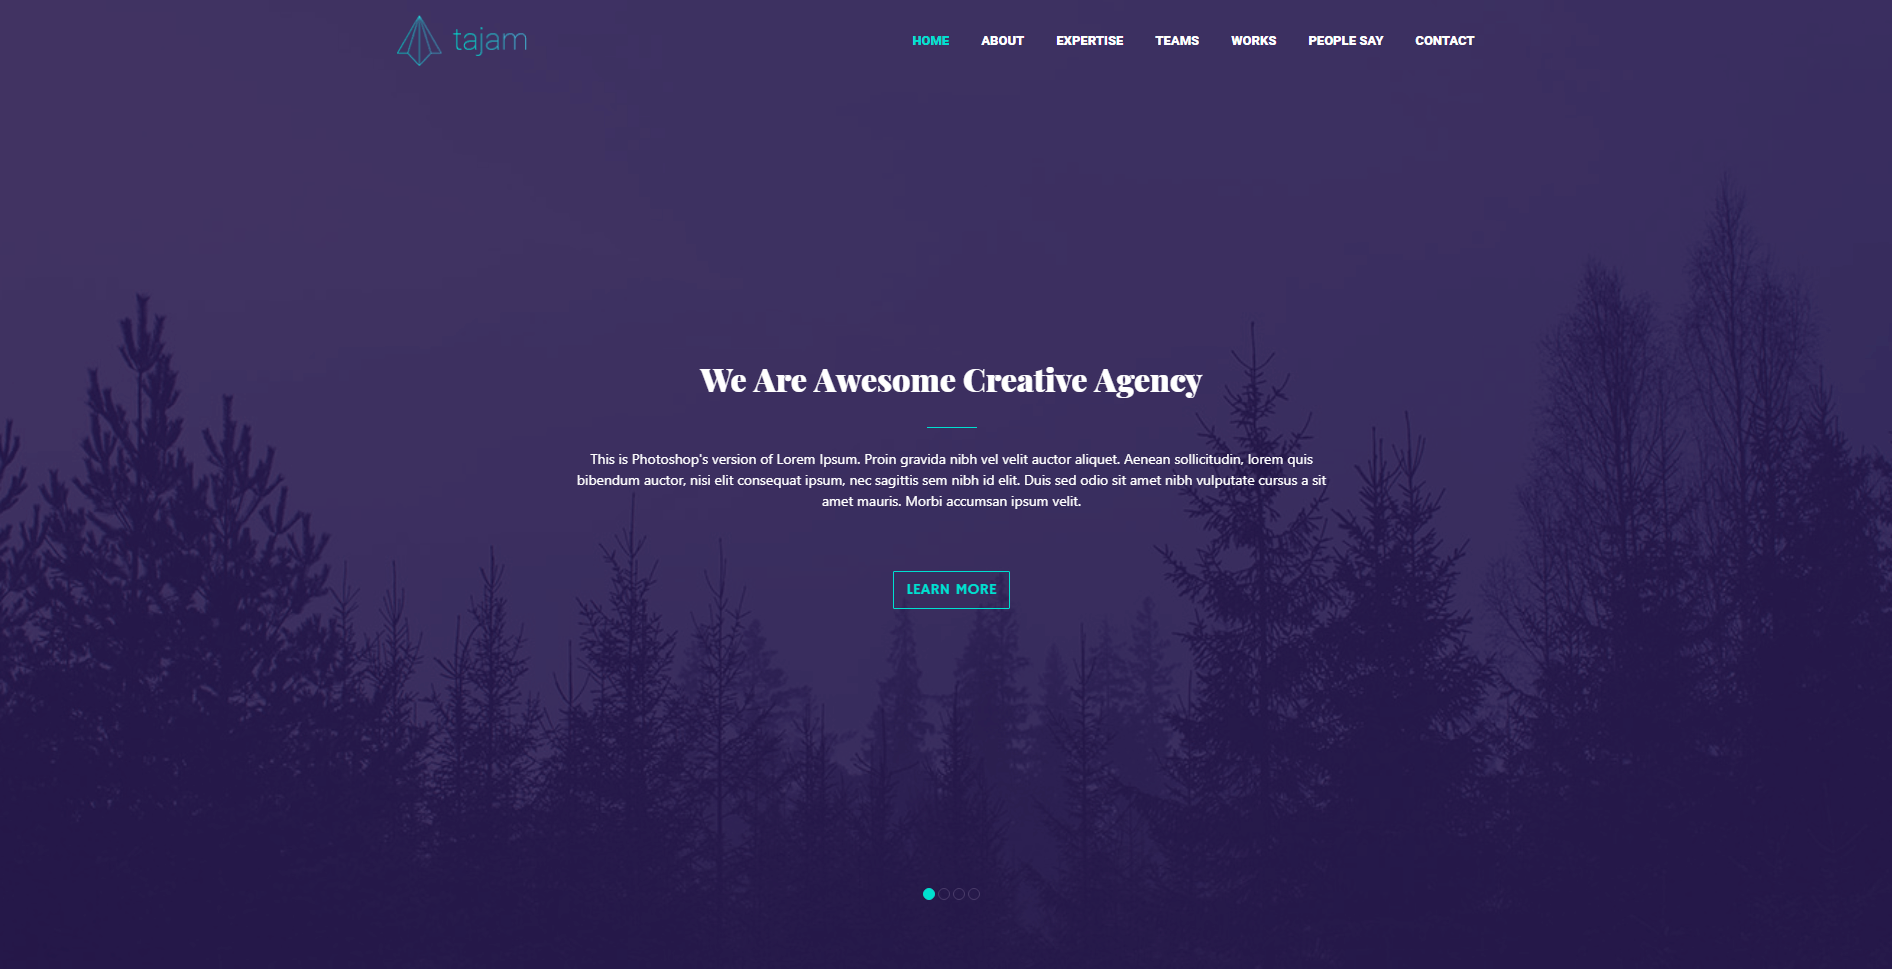 tajam
HOME ABOUT EXPERTISE TEAMS WORKS PEOPLE SAY CONTACT
We Are Awesome Creative Agency
This is Photoshop's version of Lorem Ipsum. Proin gravida nibh vel velit auctor aliquet. Aenean sollicitudin, lorem quis
bibendum auctor, nisi elit consequat ipsum, nec sagittis sem nibh id elit. Duis sed odio sit amet nibh vulputate cursus a sit
amet mauris. Morbi accumsan ipsum velit.
LEARN MORE